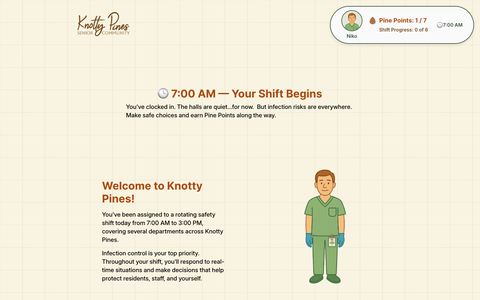 Knotty Pines
SENIOR COMMUNITY
Niko
Pine Points: 1 / 7
Shift Progress: 0 of 6
7:00 AM
7:00 AM — Your Shift Begins
You've clocked in. The halls are quiet...for now. But infection risks are everywhere.
Make safe choices and earn Pine Points along the way.
Welcome to Knotty
Pines!
You've been assigned to a rotating safety
shift today from 7:00 AM to 3:00 PM,
covering several departments across Knotty
Pines.
Infection control is your top priority.
Throughout your shift, you'll respond to real-
time situations and make decisions that help
protect residents, staff, and yourself.